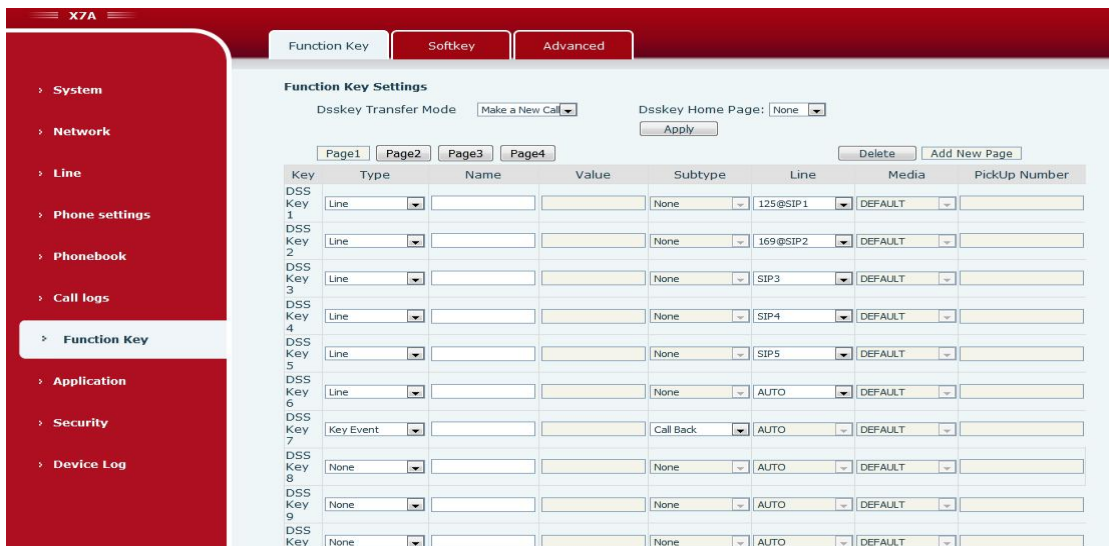 X7A
Function Key Softkey Advanced
System
Network
Line
Phone settings
Phonebook
Call logs
Function Key
Application
Security
Device Log
Function Key Settings
Dsskey Transfer Mode Make a New Call Dsskey Home Page: None
Apply
Page1 Page2 Page3 Page4 Delete Add New Page
Key Type Name Value Subtype Line Media PickUp Number
DSS Key 1 Line None 125@SIP1 DEFAULT
DSS Key 2 Line None 169@SIP2 DEFAULT
DSS Key 3 Line None SIP3 DEFAULT
DSS Key 4 Line None SIP4 DEFAULT
DSS Key 5 Line None SIP5 DEFAULT
DSS Key 6 Line None AUTO DEFAULT
DSS Key 7 Key Event Call Back AUTO DEFAULT
DSS Key 8 None None AUTO DEFAULT
DSS Key 9 None None AUTO DEFAULT
DSS Key None None AUTO DEFAULT